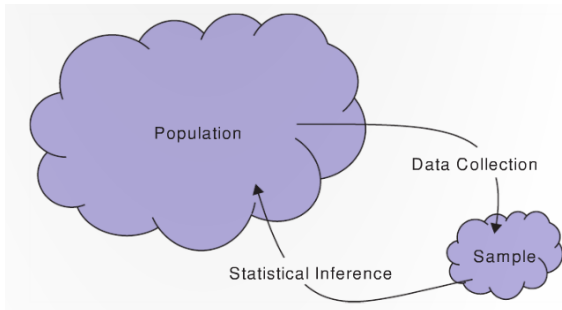 Population
Data Collection
Sample
Statistical Inference